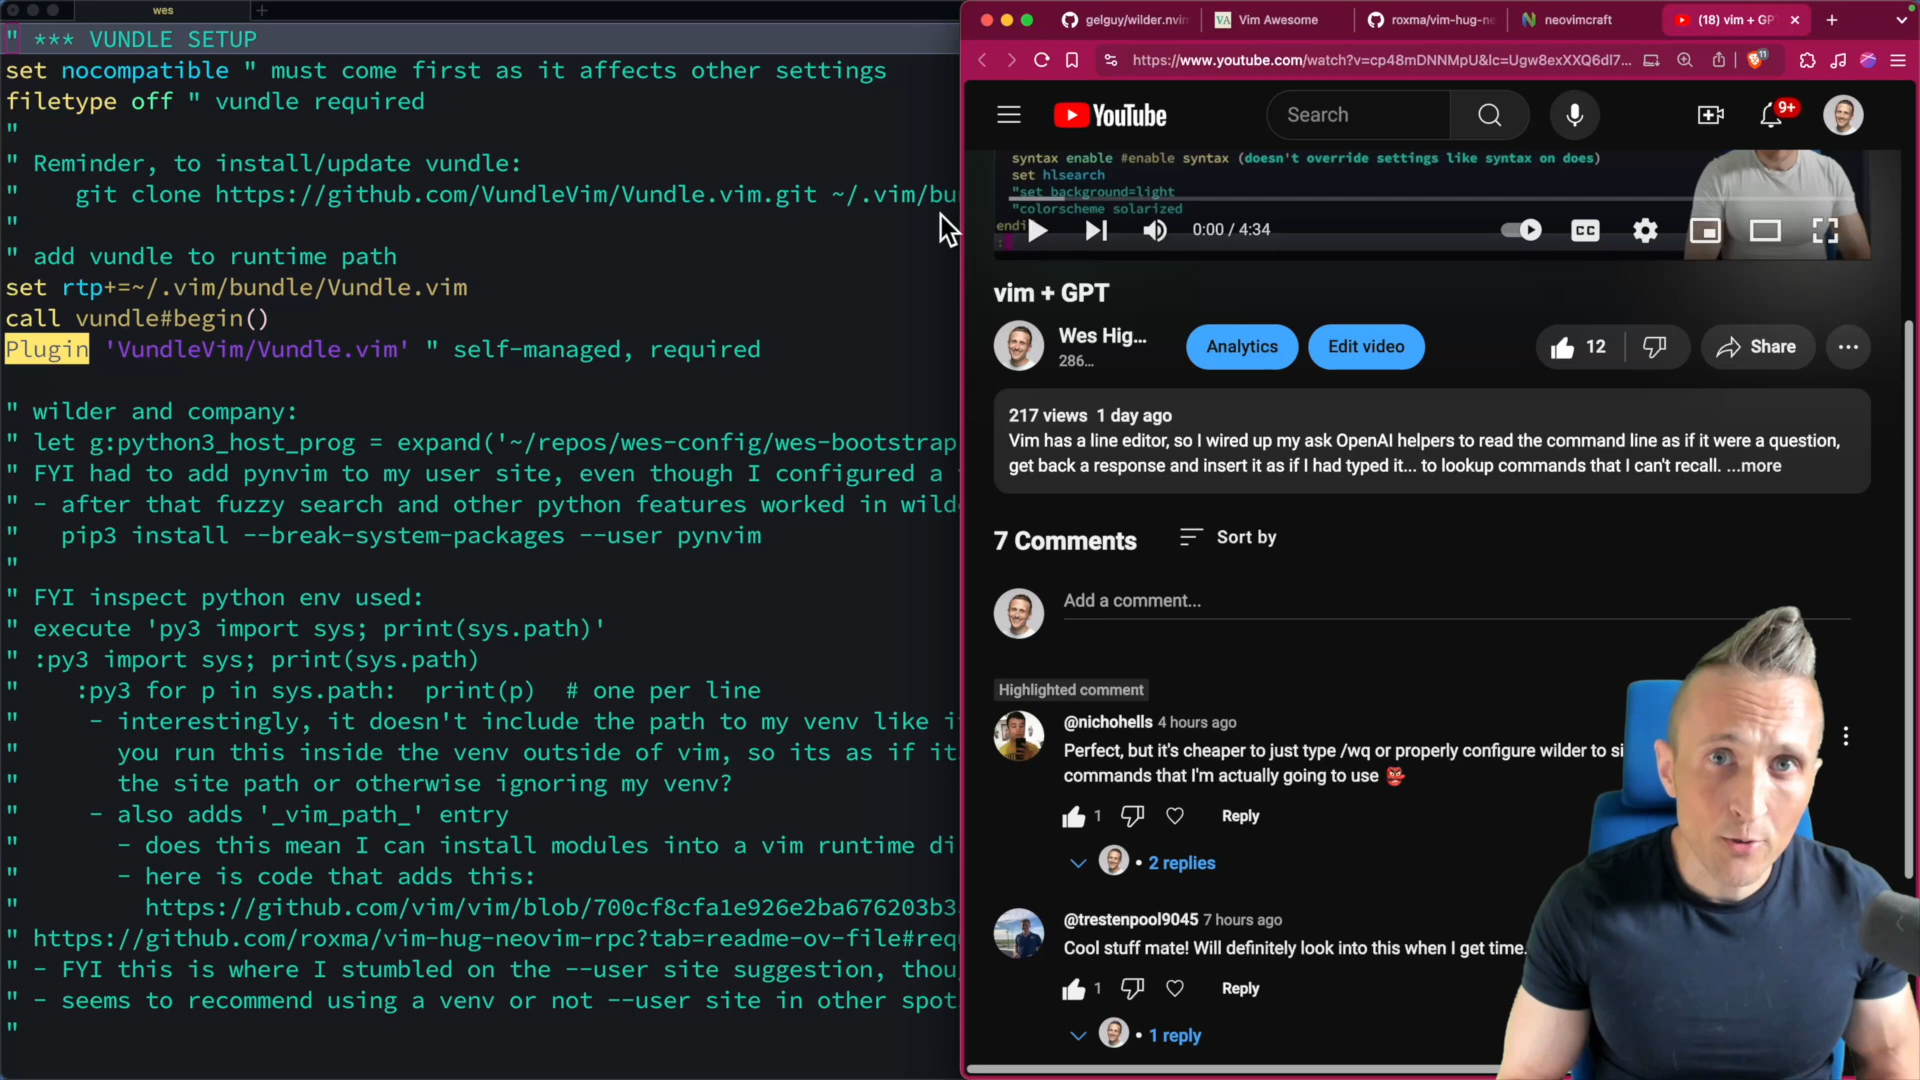 wes
" *** VUNDLE SETUP
set nocompatible " must come first as it affects other settings
filetype off " vundle required
"
" Reminder, to install/update vundle:
"    git clone https://github.com/VundleVim/Vundle.vim.git ~/.vim/bun
"
" add vundle to runtime path
set rtp+=~/.vim/bundle/Vundle.vim
call vundle#begin()
Plugin 'VundleVim/Vundle.vim' " self-managed, required
" wilder and company:
" let g:python3_host_prog = expand('~/repos/wes-config/wes-bootstrap
" FYI had to add pynvim to my user site, even though I configured a
" - after that fuzzy search and other python features worked in wild
"   pip3 install --break-system-packages --user pynvim
"
" FYI inspect python env used:
" execute 'py3 import sys; print(sys.path)'
" :py3 import sys; print(sys.path)
"    :py3 for p in sys.path:  print(p)  # one per line
"     - interestingly, it doesn't include the path to my venv like i
"       you run this inside the venv outside of vim, so its as if it
"       the site path or otherwise ignoring my venv?
"     - also adds '_vim_path_' entry
"       - does this mean I can install modules into a vim runtime di
"       - here is code that adds this:
"         https://github.com/vim/vim/blob/700cf8cfa1e926e2ba676203b3
" https://github.com/roxma/vim-hug-neovim-rpc?tab=readme-ov-file#req
" - FYI this is where I stumbled on the --user site suggestion, thou
" - seems to recommend using a venv or not --user site in other spot
"
gelguy/wilder.nvim
VA Vim Awesome
roxma/vim-hug-ne
neovimcraft
(18) vim + GP
https://www.youtube.com/watch?v=cp48mDNNMpU&lc=Ugw8exXXQ6dI7...
11
YouTube
Search
9+
syntax enable #enable syntax (doesn't override settings like syntax on does)
set hlsearch
"set background=light
"colorscheme solarized
endi
:
0:00 / 4:34
CC
vim + GPT
Wes Hig...
286...
Analytics
Edit video
12
Share
217 views 1 day ago
Vim has a line editor, so I wired up my ask OpenAI helpers to read the command line as if it were a question,
get back a response and insert it as if I had typed it... to lookup commands that I can't recall. ...more
7 Comments
Sort by
Add a comment...
Highlighted comment
@nichohells 4 hours ago
Perfect, but it's cheaper to just type /wq or properly configure wilder to si
commands that I'm actually going to use 👺
1
Reply
• 2 replies
@trestenpool9045 7 hours ago
Cool stuff mate! Will definitely look into this when I get time.
1
Reply
• 1 reply